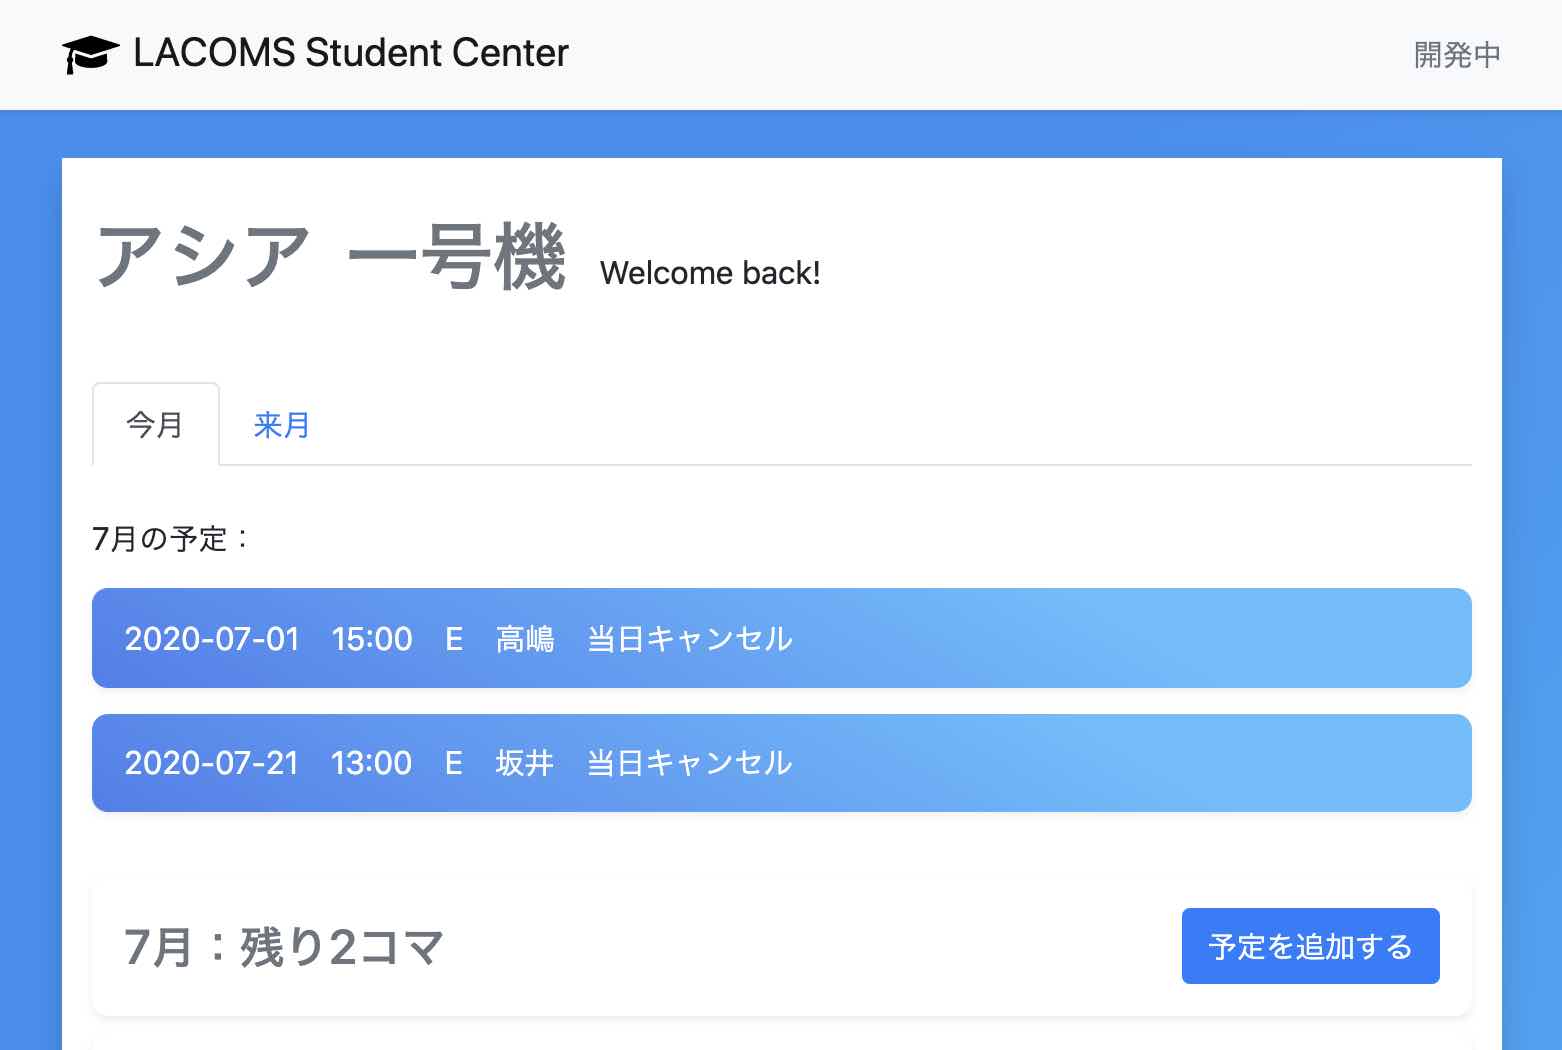 LACOMS Student Center
開発中
アシア 一号機 Welcome back!
今月 来月
7月の予定：
2020-07-01 15:00 E 高嶋 当日キャンセル
2020-07-21 13:00 E 坂井 当日キャンセル
7月：残り2コマ
予定を追加する